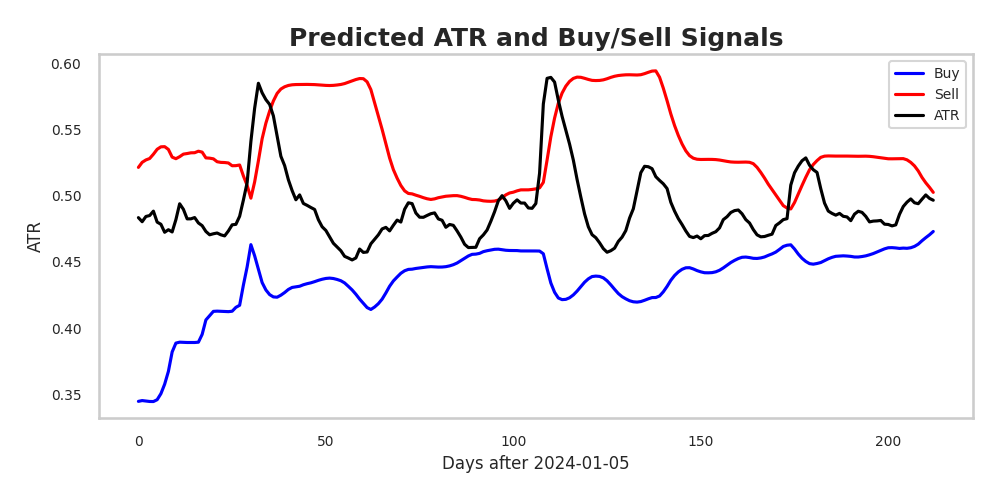 Predicted ATR and Buy/Sell Signals
Buy
Sell
ATR
0.60
0.55
0.50
0.45
0.40
0.35
ATR
0
50
100
150
200
Days after 2024-01-05